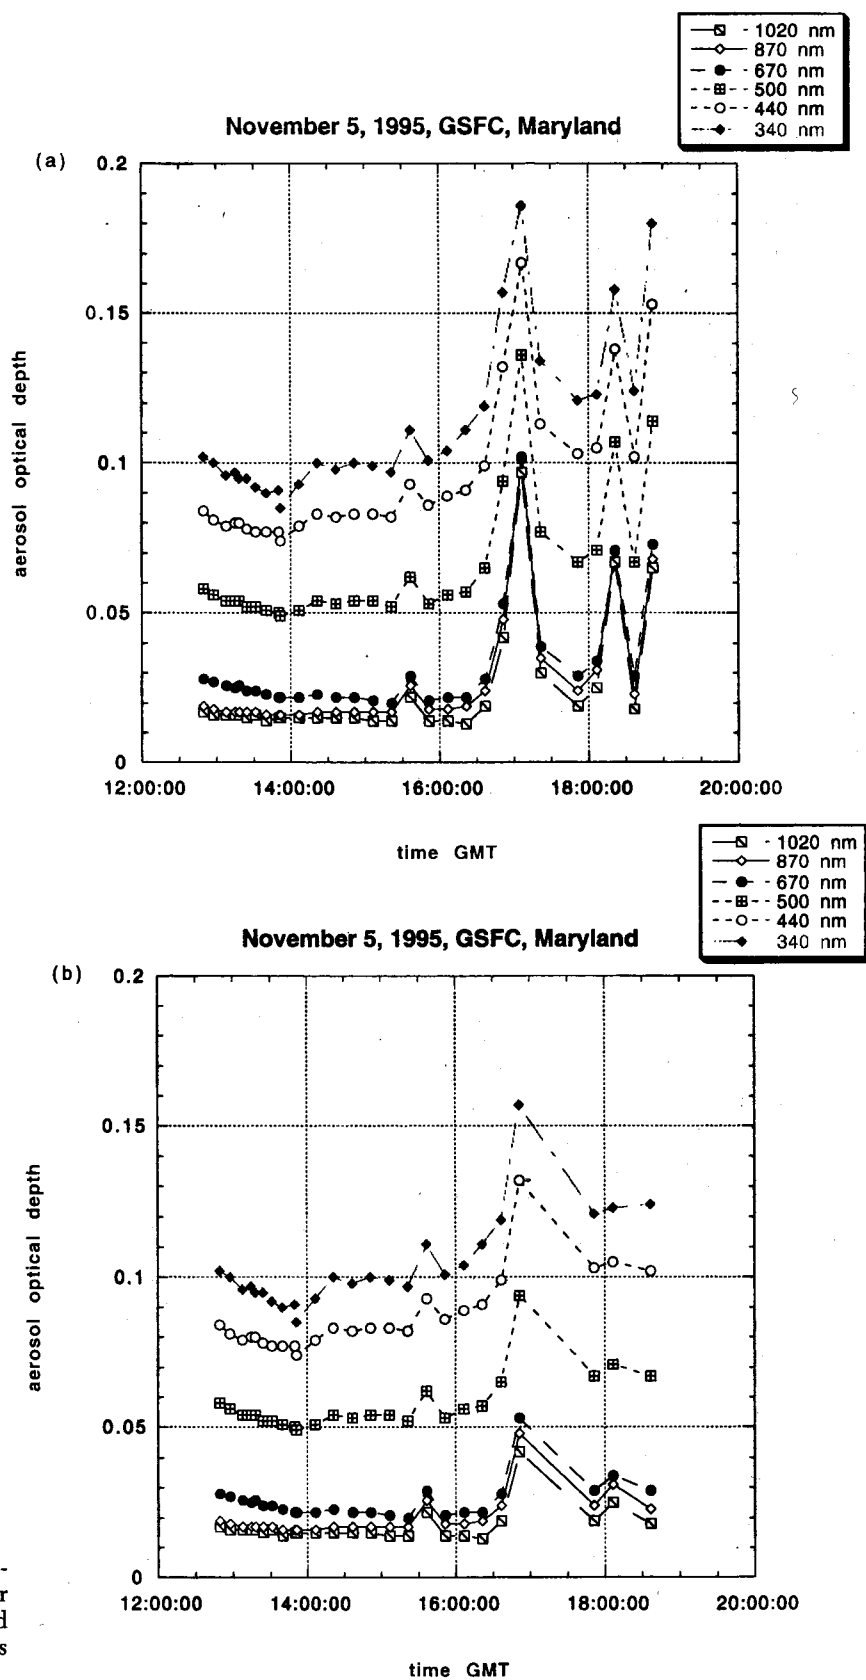 1020 nm
870 nm
670 nm
500 nm
440 nm
340 nm
November 5, 1995, GSFC, Maryland
(a)
0.2
0.15
0.1
0.05
0
aerosol optical depth
12:00:00 14:00:00 16:00:00 18:00:00 20:00:00
time GMT
1020 nm
870 nm
670 nm
500 nm
440 nm
340 nm
November 5, 1995, GSFC, Maryland
(b)
0.2
0.15
0.1
0.05
0
aerosol optical depth
12:00:00 14:00:00 16:00:00 18:00:00 20:00:00
time GMT
-
r
d
s